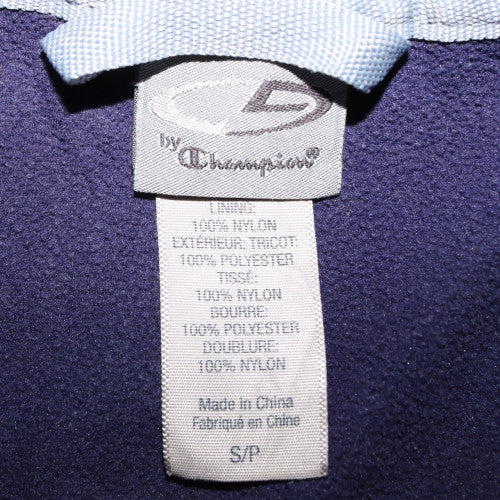 by Champion®
LINING:
100% NYLON
EXTÉRIEUR: TRICOT:
100% POLYESTER
TISSÉ:
100% NYLON
BOURRE:
100% POLYESTER
DOUBLURE:
100% NYLON
Made in China
Fabriqué en Chine
S/P